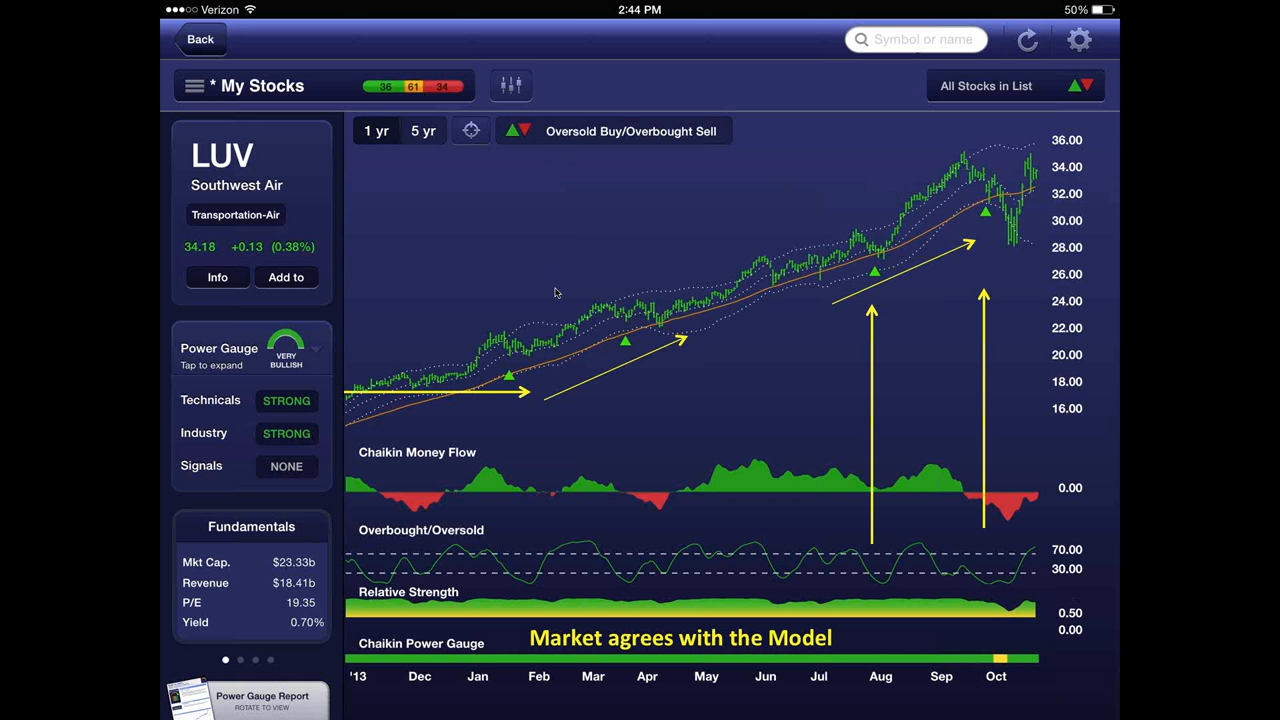 Verizon
2:44 PM
50%
Back
Symbol or name
* My Stocks
36 61 34
All Stocks in List
LUV
Southwest Air
Transportation-Air
34.18 +0.13 (0.38%)
Info
Add to
Power Gauge
Tap to expand
VERY
BULLISH
Technicals STRONG
Industry STRONG
Signals NONE
Fundamentals
Mkt Cap. $23.33b
Revenue $18.41b
P/E 19.35
Yield 0.70%
Power Gauge Report
ROTATE TO VIEW
1 yr 5 yr
Oversold Buy/Overbought Sell
36.00
34.00
32.00
30.00
28.00
26.00
24.00
22.00
20.00
18.00
16.00
Chaikin Money Flow
0.00
Overbought/Oversold
70.00
30.00
Relative Strength
0.50
0.00
Market agrees with the Model
Chaikin Power Gauge
'13 Dec Jan Feb Mar Apr May Jun Jul Aug Sep Oct